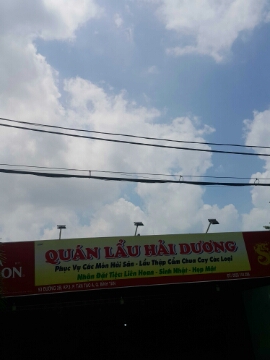 QUÁN LẨU HẢI DƯƠNG
Phục Vụ Các Món Hải Sản - Lẩu Thập Cẩm Chua Cay Các Loại
Nhận Đặt Tiệc Liên Hoan - Sinh Nhật - Họp Mặt